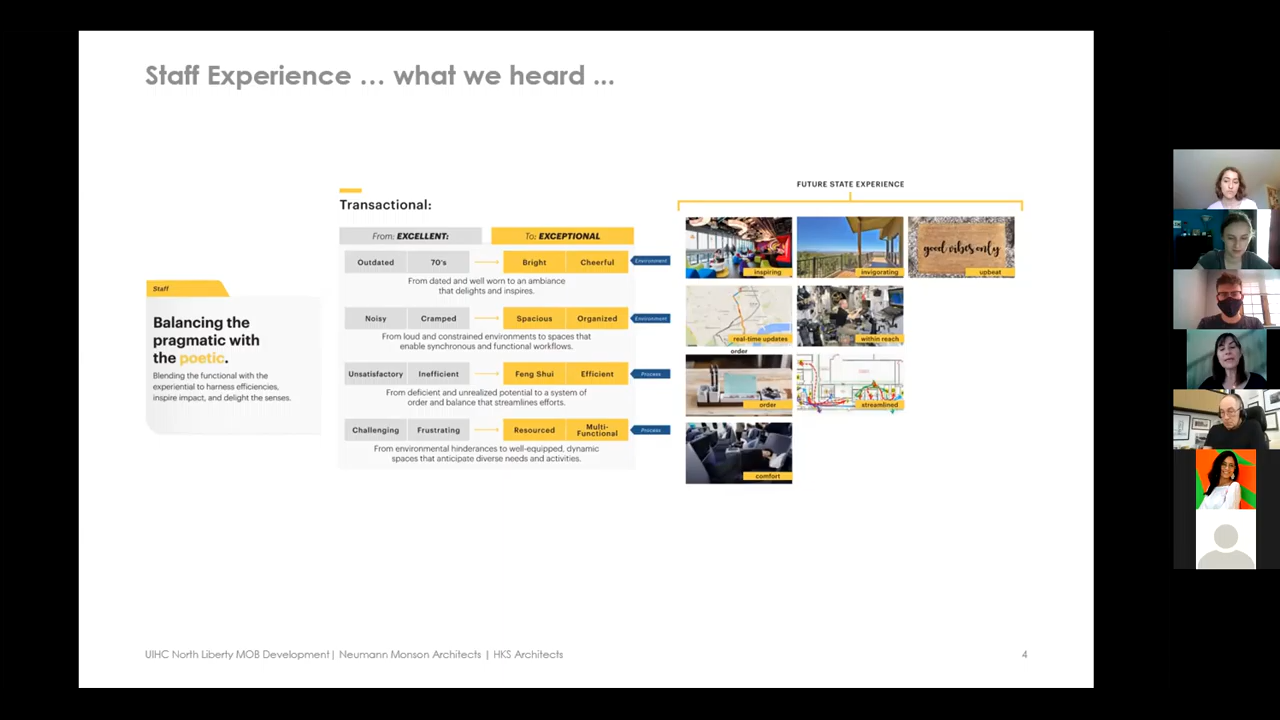 Staff Experience … what we heard ...
Staff
Balancing the
pragmatic with
the poetic.
Blending the functional with the
experiential to harness efficiencies,
inspire impact, and delight the senses.
Transactional:
From: EXCELLENT:
To: EXCEPTIONAL
Outdated 70's Bright Cheerful Environment
From dated and well worn to an ambiance
that delights and inspires.
Noisy Cramped Spacious Organized Environment
From loud and constrained environments to spaces that
enable synchronous and functional workflows.
Unsatisfactory Inefficient Feng Shui Efficient Process
From deficient and unrealized potential to a system of
order and balance that streamlines efforts.
Challenging Frustrating Resourced Multi-
Functional Process
From environmental hinderances to well-equipped, dynamic
spaces that anticipate diverse needs and activities.
FUTURE STATE EXPERIENCE
good vibes only
inspiring
invigorating
upbeat
real-time updates
within reach
order
order
streamlined
comfort
UIHC North Liberty MOB Development| Neumann Monson Architects | HKS Architects
4